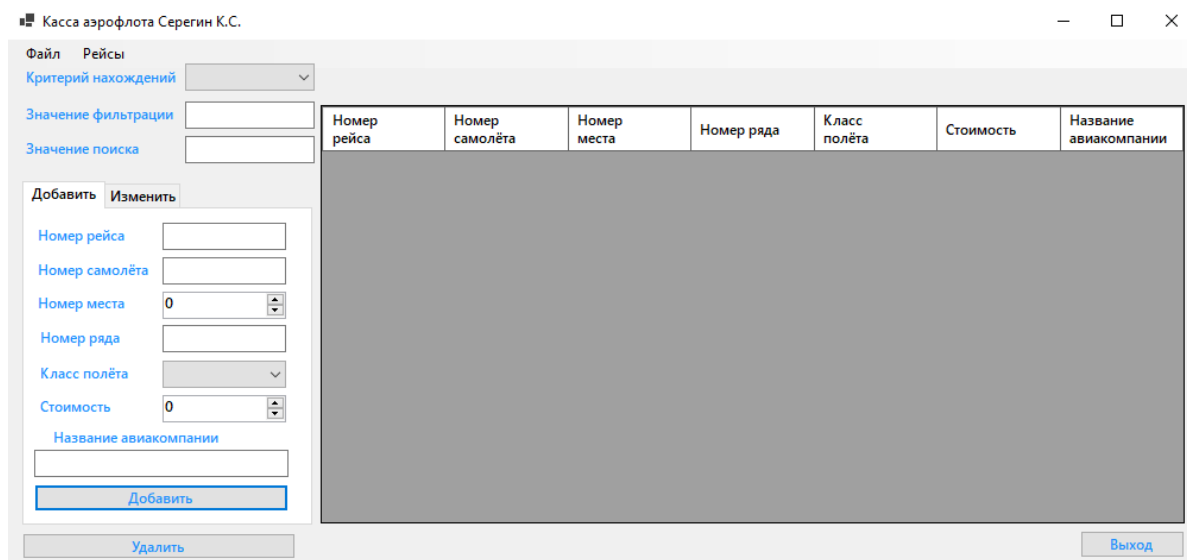 Касса аэрофлота Серегин К.С.
Файл Рейсы
Критерий нахождений
Значение фильтрации
Значение поиска
Номер рейса
Номер самолёта
Номер места
Номер ряда
Класс полёта
Стоимость
Название авиакомпании
Добавить Изменить
Номер рейса
Номер самолёта
Номер места 0
Номер ряда
Класс полёта
Стоимость 0
Название авиакомпании
Добавить
Удалить
Выход